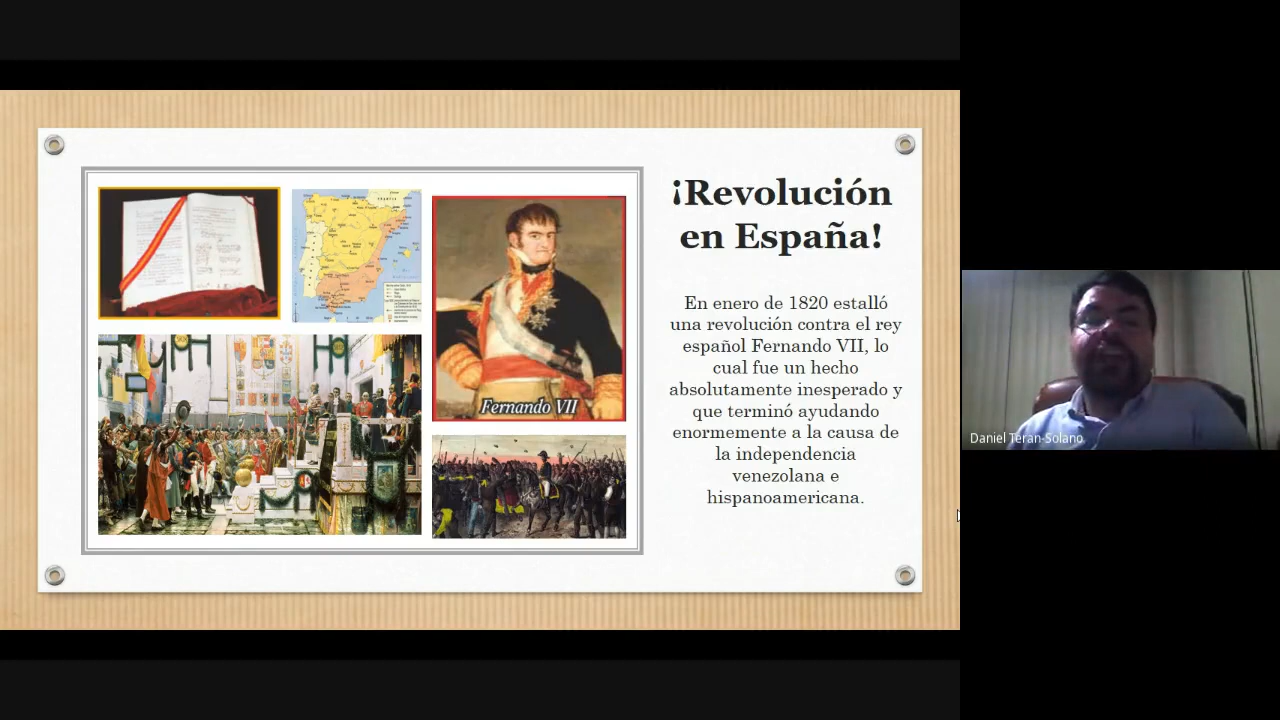 ¡Revolución
en España!
En enero de 1820 estalló
una revolución contra el rey
español Fernando VII, lo
cual fue un hecho
absolutamente inesperado y
que terminó ayudando
enormemente a la causa de
la independencia
venezolana e
hispanoamericana.
Fernando VII
Daniel Teran-Solano